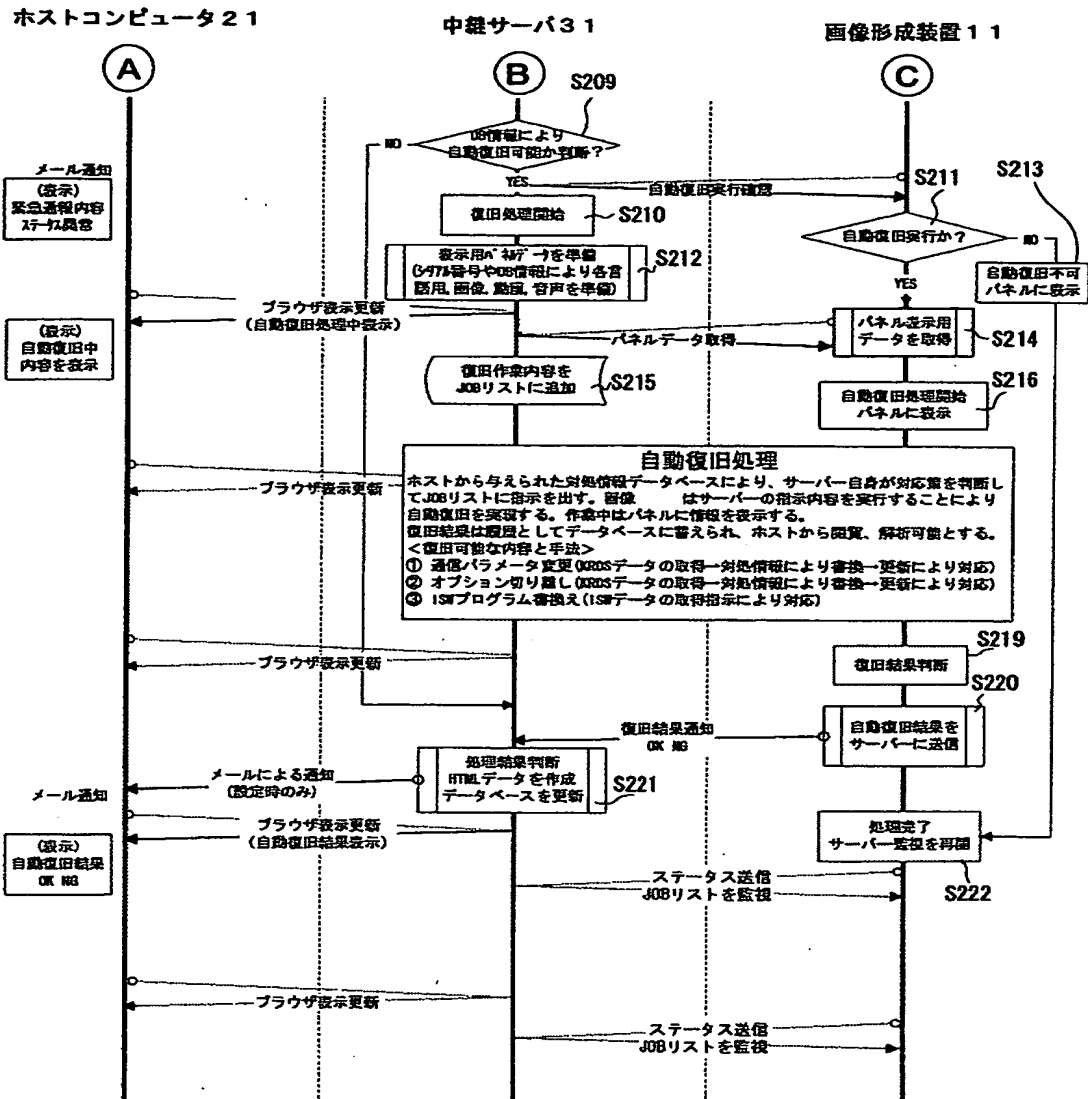 ホストコンピュータ21
中継サーバ31
画像形成装置11
A
B
C
S209
DB情報により
自動復旧可能か判断?
NO
YES
自動復旧実行確認
メール通知
(表示)
緊急通報内容
ステータス異常
S210
復旧処理開始
S211
自動復旧実行か?
NO
YES
S213
自動復旧不可
パネルに表示
S212
表示用パネルデータを準備
(シリアル番号やDB情報により各言
語用、画像、動画、音声を準備)
ブラウザ表示更新
(自動復旧処理中表示)
(表示)
自動復旧中
内容を表示
パネルデータ取得
パネル表示用
データを取得
S214
復旧作業内容を
JOBリストに追加
S215
S216
自動復旧処理開始
パネルに表示
自動復旧処理
ホストから与えられた対処情報データベースにより、サーバー自身が対応策を判断し
てJOBリストに指示を出す。画像 はサーバーの指示内容を実行することにより
自動復旧を実現する。作業中はパネルに情報を表示する。
復旧結果は履歴としてデータベースに蓄えられ、ホストから閲覧、解析可能とする。
<復旧可能な内容と手法>
① 通信パラメータ変更(KRDSデータの取得→対処情報により書換→更新により対応)
② オプション切り離し(KRDSデータの取得→対処情報により書換→更新により対応)
③ ISWプログラム書換え(ISWデータの取得指示により対応)
ブラウザ表示更新
ブラウザ表示更新
S219
復旧結果判断
S220
自動復旧結果を
サーバーに送信
復旧結果通知
OK NG
処理結果判断
HTMLデータを作成
データベースを更新
S221
メールによる通知
(設定時のみ)
メール通知
ブラウザ表示更新
(自動復旧結果表示)
(表示)
自動復旧結果
OK NG
処理完了
サーバー監視を再開
S222
ステータス送信
JOBリストを監視
ブラウザ表示更新
ステータス送信
JOBリストを監視